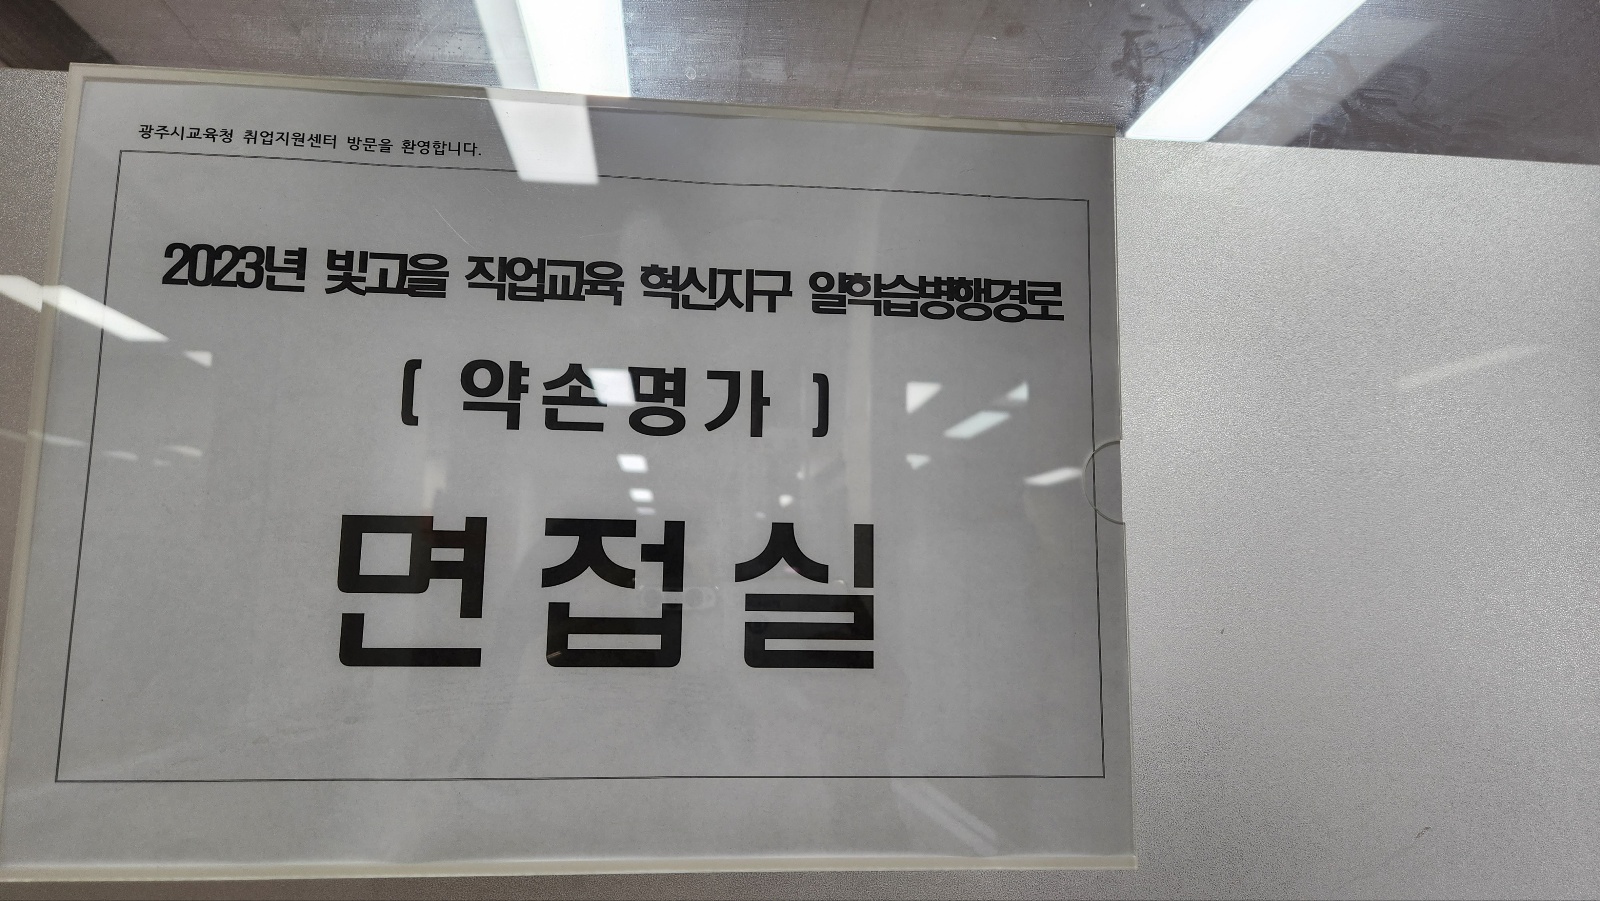 광주시교육청 취업지원센터 방문을 환영합니다.
2023년 빛고을 직업교육 혁신지구 일학습병행경로
( 약손명가 )
면접실